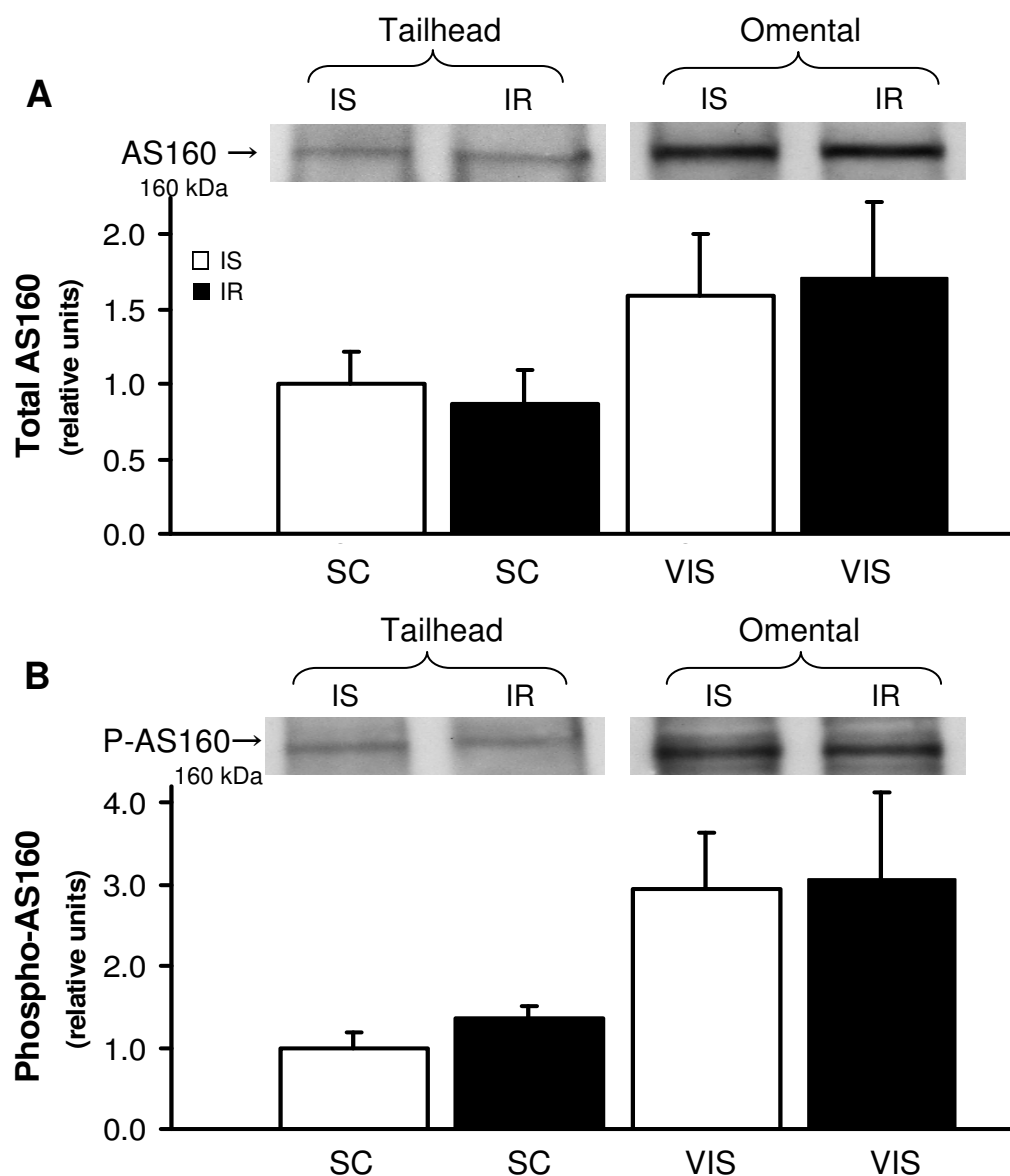 Tailhead Omental
A
IS IR IS IR
AS160 →
160 kDa
Total AS160
(relative units)
2.0
1.5
1.0
0.5
0.0
IS
IR
SC SC VIS VIS
Tailhead Omental
B
IS IR IS IR
P-AS160→
160 kDa
Phospho-AS160
(relative units)
4.0
3.0
2.0
1.0
0.0
SC SC VIS VIS